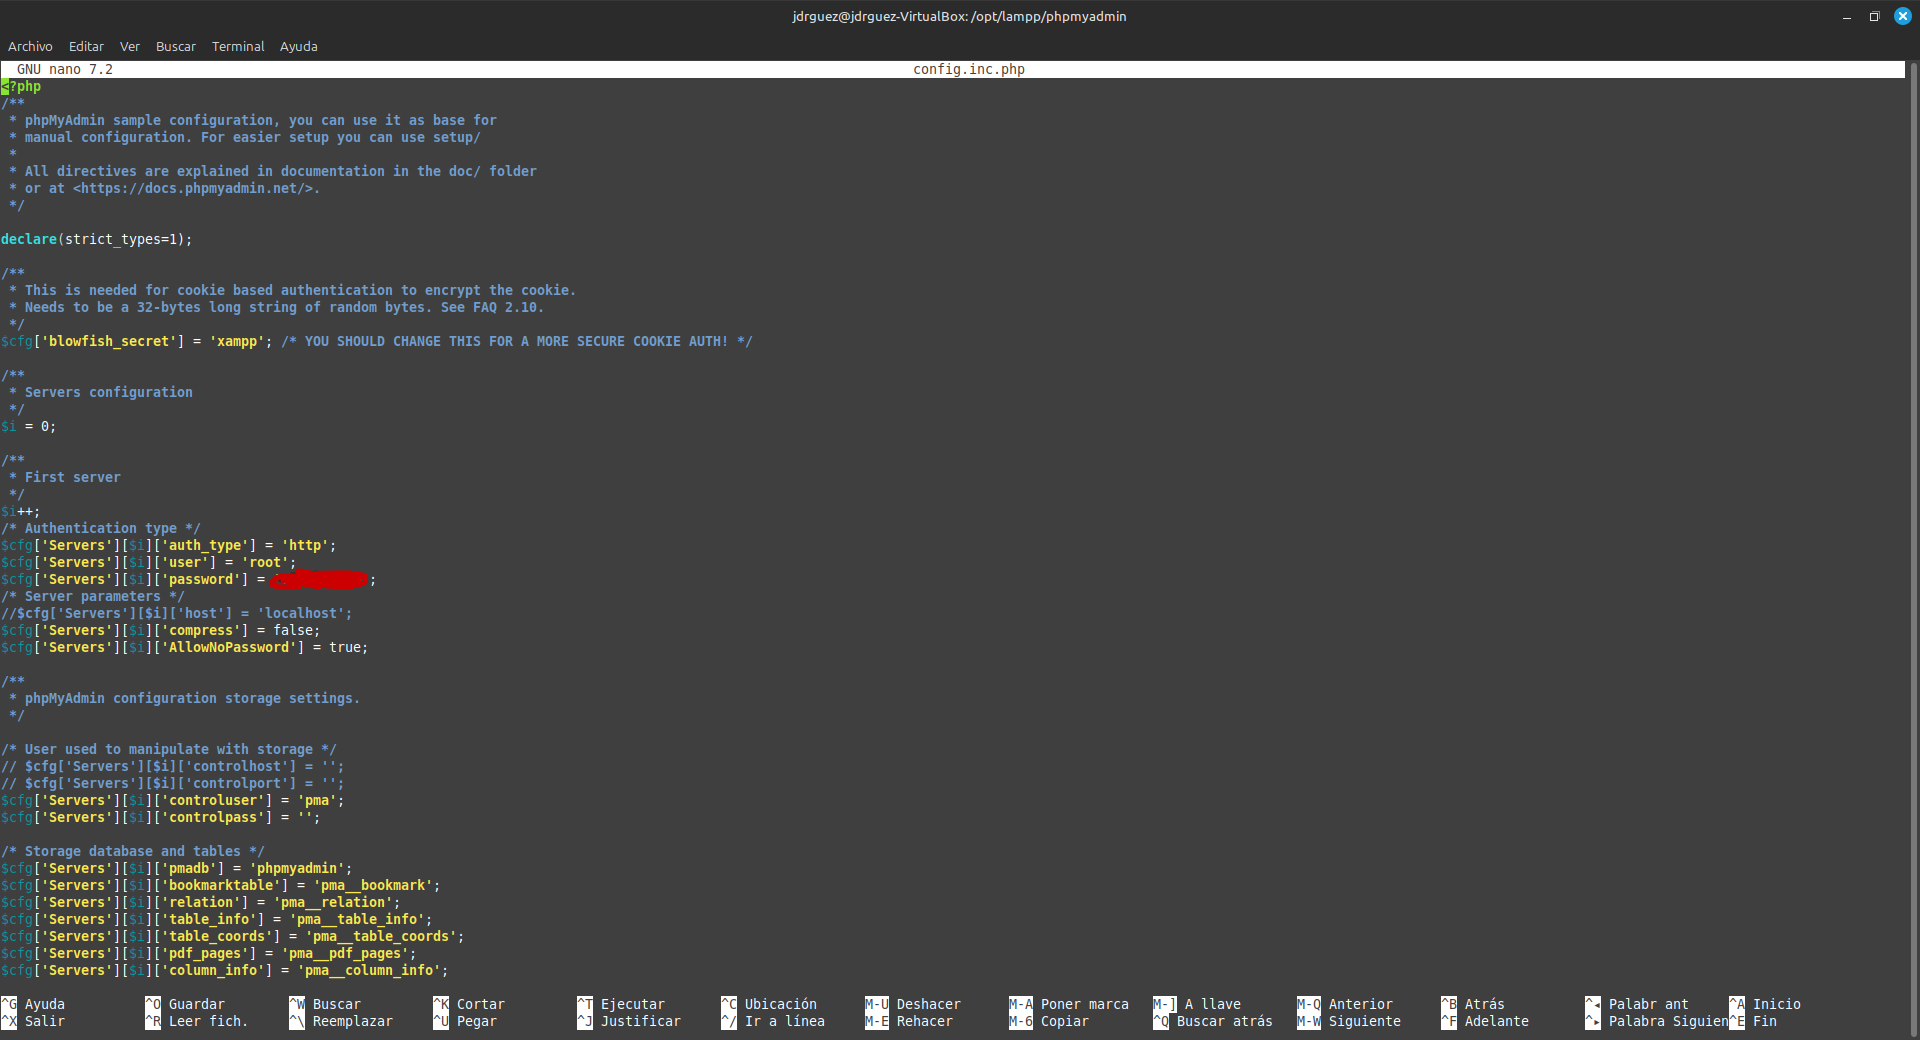 jdrguez@jdrguez-VirtualBox: /opt/lampp/phpmyadmin
Archivo Editar Ver Buscar Terminal Ayuda
GNU nano 7.2 config.inc.php
<?php
/**
 * phpMyAdmin sample configuration, you can use it as base for
 * manual configuration. For easier setup you can use setup/
 *
 * All directives are explained in documentation in the doc/ folder
 * or at <https://docs.phpmyadmin.net/>.
 */
declare(strict_types=1);
/**
 * This is needed for cookie based authentication to encrypt the cookie.
 * Needs to be a 32-bytes long string of random bytes. See FAQ 2.10.
 */
$cfg['blowfish_secret'] = 'xampp'; /* YOU SHOULD CHANGE THIS FOR A MORE SECURE COOKIE AUTH! */
/**
 * Servers configuration
 */
$i = 0;
/**
 * First server
 */
$i++;
/* Authentication type */
$cfg['Servers'][$i]['auth_type'] = 'http';
$cfg['Servers'][$i]['user'] = 'root';
$cfg['Servers'][$i]['password'] = ;
/* Server parameters */
//$cfg['Servers'][$i]['host'] = 'localhost';
$cfg['Servers'][$i]['compress'] = false;
$cfg['Servers'][$i]['AllowNoPassword'] = true;
/**
 * phpMyAdmin configuration storage settings.
 */
/* User used to manipulate with storage */
// $cfg['Servers'][$i]['controlhost'] = '';
// $cfg['Servers'][$i]['controlport'] = '';
$cfg['Servers'][$i]['controluser'] = 'pma';
$cfg['Servers'][$i]['controlpass'] = '';
/* Storage database and tables */
$cfg['Servers'][$i]['pmadb'] = 'phpmyadmin';
$cfg['Servers'][$i]['bookmarktable'] = 'pma__bookmark';
$cfg['Servers'][$i]['relation'] = 'pma__relation';
$cfg['Servers'][$i]['table_info'] = 'pma__table_info';
$cfg['Servers'][$i]['table_coords'] = 'pma__table_coords';
$cfg['Servers'][$i]['pdf_pages'] = 'pma__pdf_pages';
$cfg['Servers'][$i]['column_info'] = 'pma__column_info';
^G Ayuda ^O Guardar ^W Buscar ^K Cortar ^T Ejecutar ^C Ubicación M-U Deshacer M-A Poner marca M-] A llave M-Q Anterior ^B Atrás ^◂ Palabr ant ^A Inicio
^X Salir ^R Leer fich. ^\ Reemplazar ^U Pegar ^J Justificar ^/ Ir a línea M-E Rehacer M-6 Copiar ^Q Buscar atrás M-W Siguiente ^F Adelante ^▸ Palabra Siguien ^E Fin